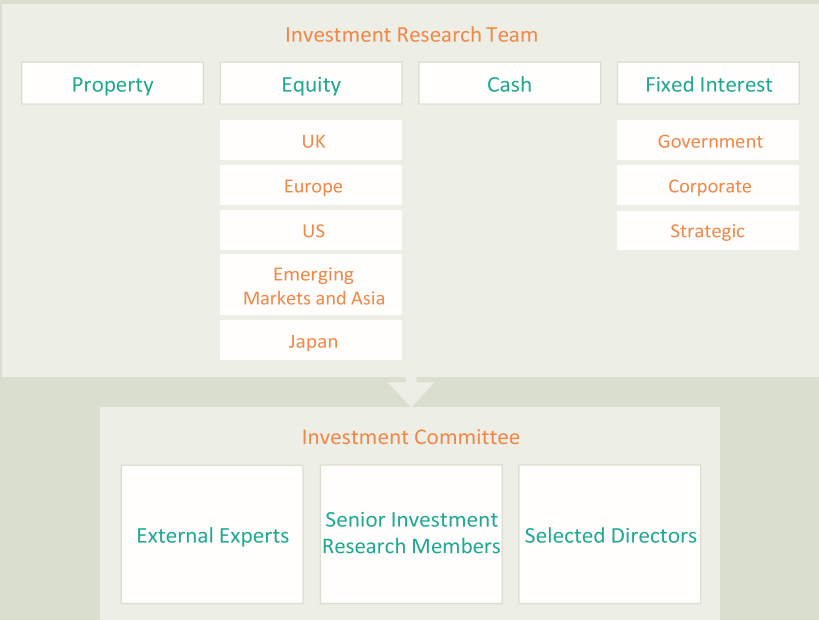 Investment Research Team
Property
Equity
Cash
Fixed Interest
UK
Europe
US
Emerging
Markets and Asia
Japan
Government
Corporate
Strategic
Investment Committee
External Experts
Senior Investment
Research Members
Selected Directors